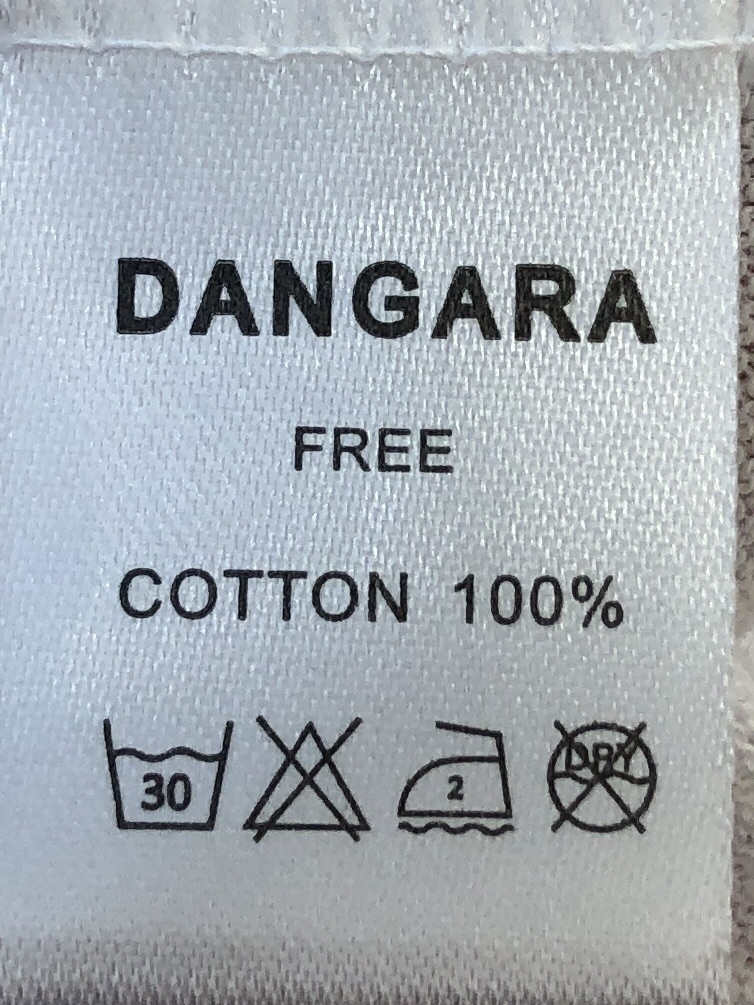 DANGARA
FREE
COTTON 100%
30 2 DRY